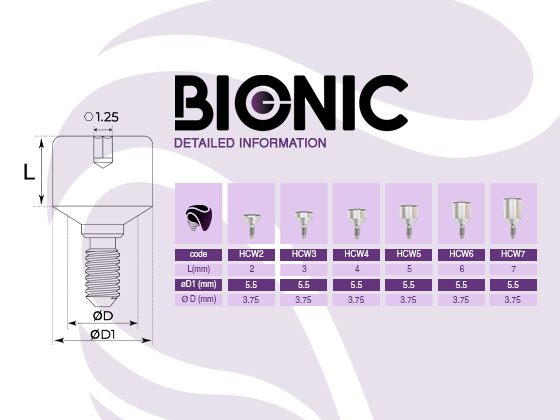 BIONIC
DETAILED INFORMATION
⬡ 1.25
L
ØD
ØD1
code HCW2 HCW3 HCW4 HCW5 HCW6 HCW7
L(mm) 2 3 4 5 6 7
øD1 (mm) 5.5 5.5 5.5 5.5 5.5 5.5
Ø D (mm) 3.75 3.75 3.75 3.75 3.75 3.75